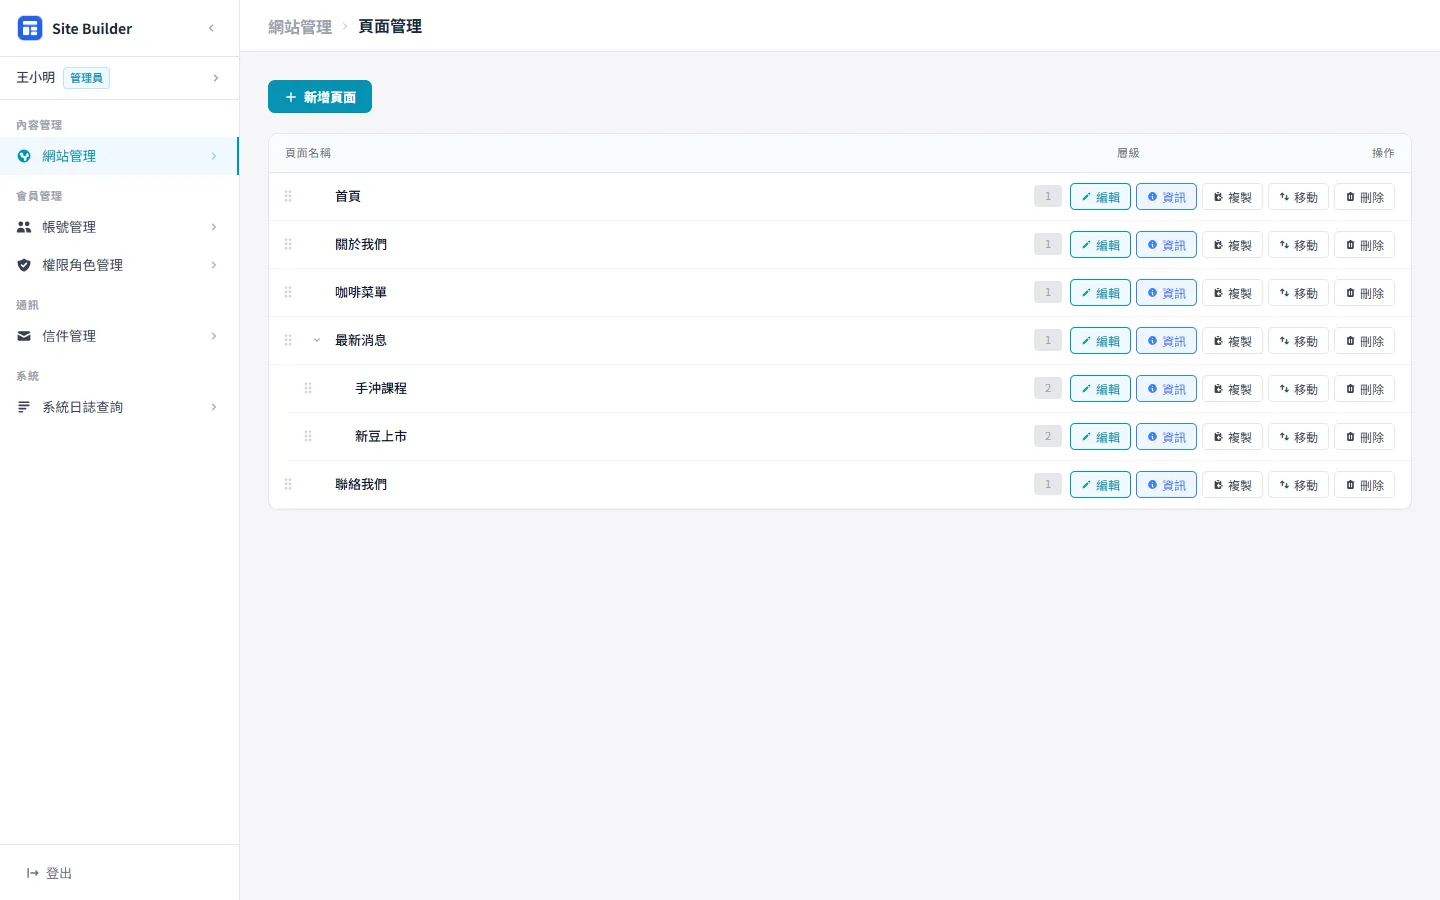 Site Builder
王小明 管理員
內容管理
網站管理
會員管理
帳號管理
權限角色管理
通訊
信件管理
系統
系統日誌查詢
登出
網站管理 頁面管理
新增頁面
頁面名稱 層級 操作
首頁 1 編輯 資訊 複製 移動 刪除
關於我們 1 編輯 資訊 複製 移動 刪除
咖啡菜單 1 編輯 資訊 複製 移動 刪除
最新消息 1 編輯 資訊 複製 移動 刪除
手沖課程 2 編輯 資訊 複製 移動 刪除
新豆上市 2 編輯 資訊 複製 移動 刪除
聯絡我們 1 編輯 資訊 複製 移動 刪除